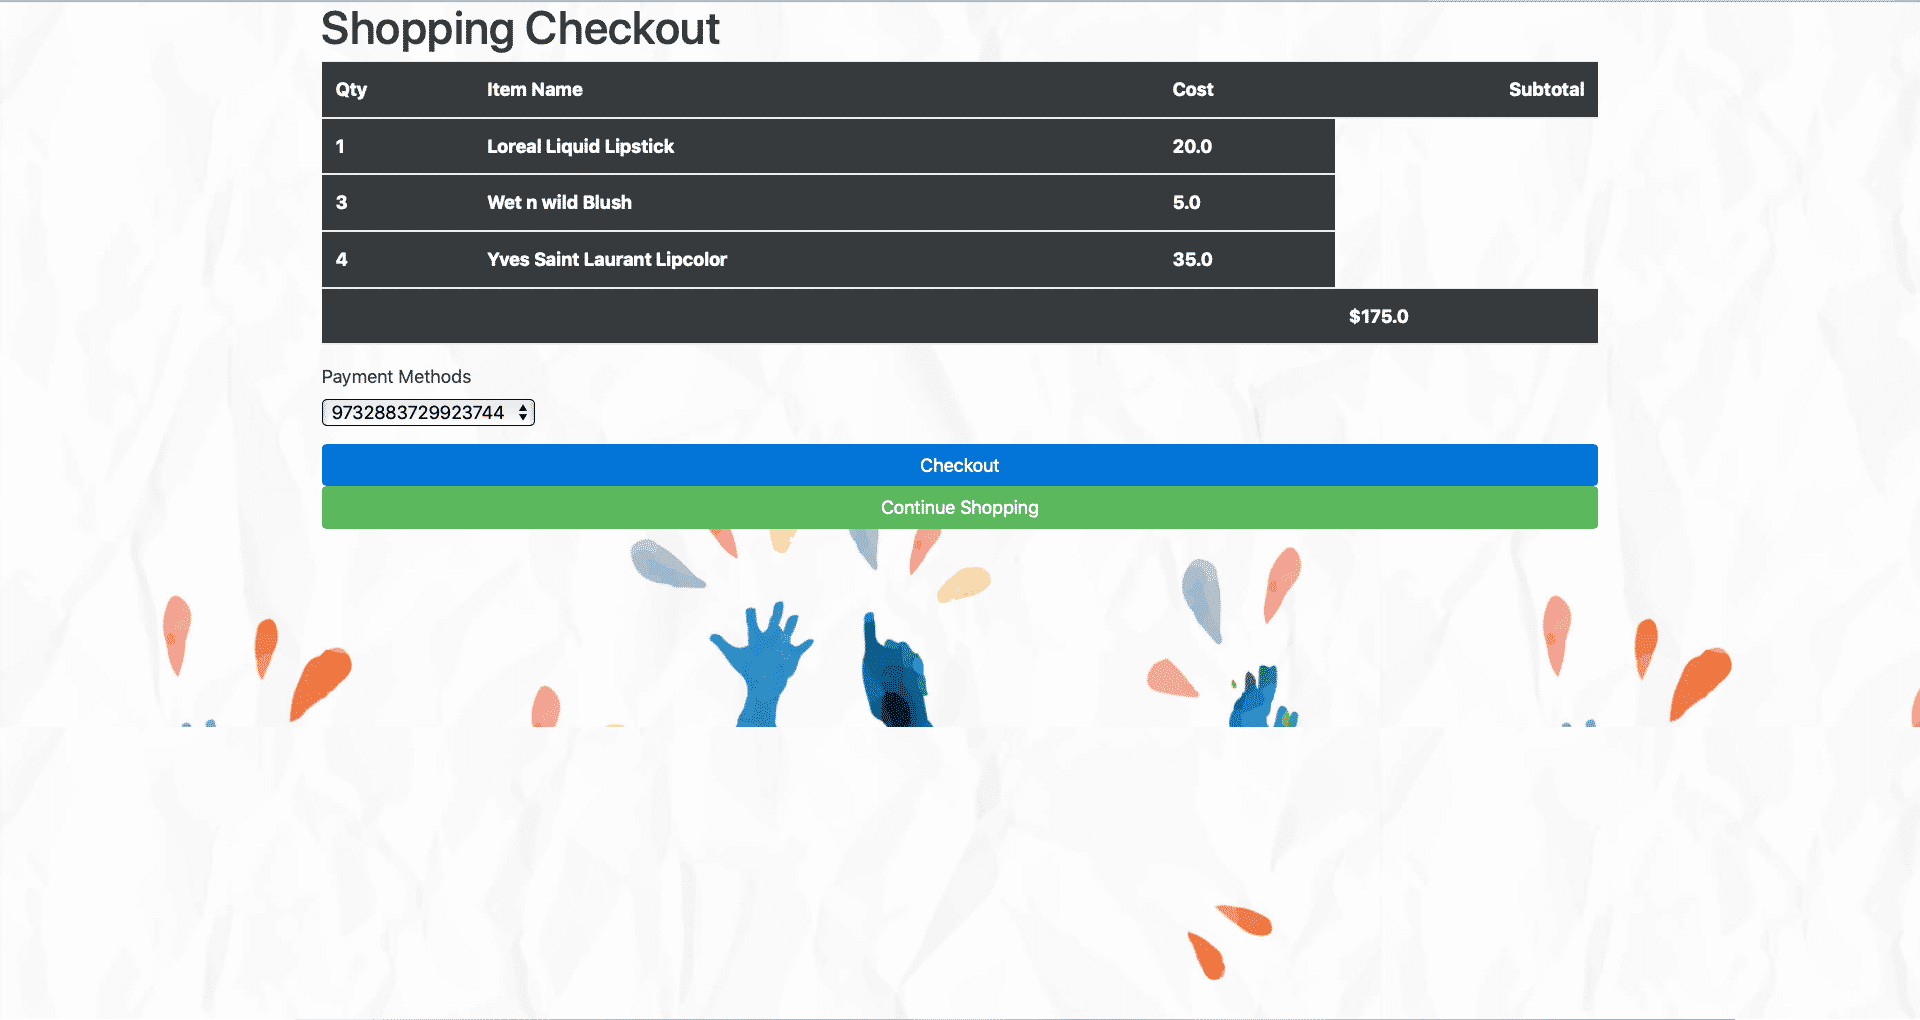 Shopping Checkout
Qty Item Name Cost Subtotal
1 Loreal Liquid Lipstick 20.0
3 Wet n wild Blush 5.0
4 Yves Saint Laurant Lipcolor 35.0
$175.0
Payment Methods
9732883729923744
Checkout
Continue Shopping